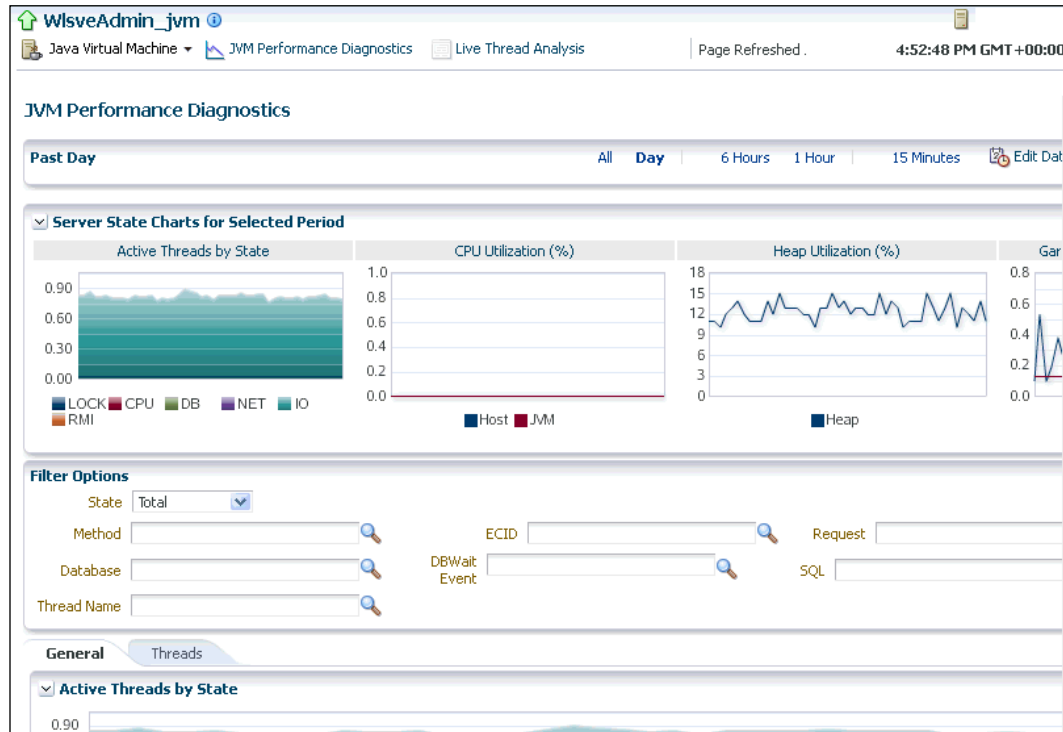 WlsveAdmin_jvm
Java Virtual Machine JVM Performance Diagnostics Live Thread Analysis Page Refreshed . 4:52:48 PM GMT+00:00
JVM Performance Diagnostics
Past Day All Day 6 Hours 1 Hour 15 Minutes Edit Dat
Server State Charts for Selected Period
Active Threads by State CPU Utilization (%) Heap Utilization (%) Gar
0.90
0.60
0.30
0.00
LOCK CPU DB NET IO
RMI
1.0
0.8
0.6
0.4
0.2
0.0
Host JVM
18
15
12
9
6
3
0
Heap
0.8
0.6
0.4
0.2
0.0
Filter Options
State Total
Method ECID Request
Database DBWait Event SQL
Thread Name
General Threads
Active Threads by State
0.90